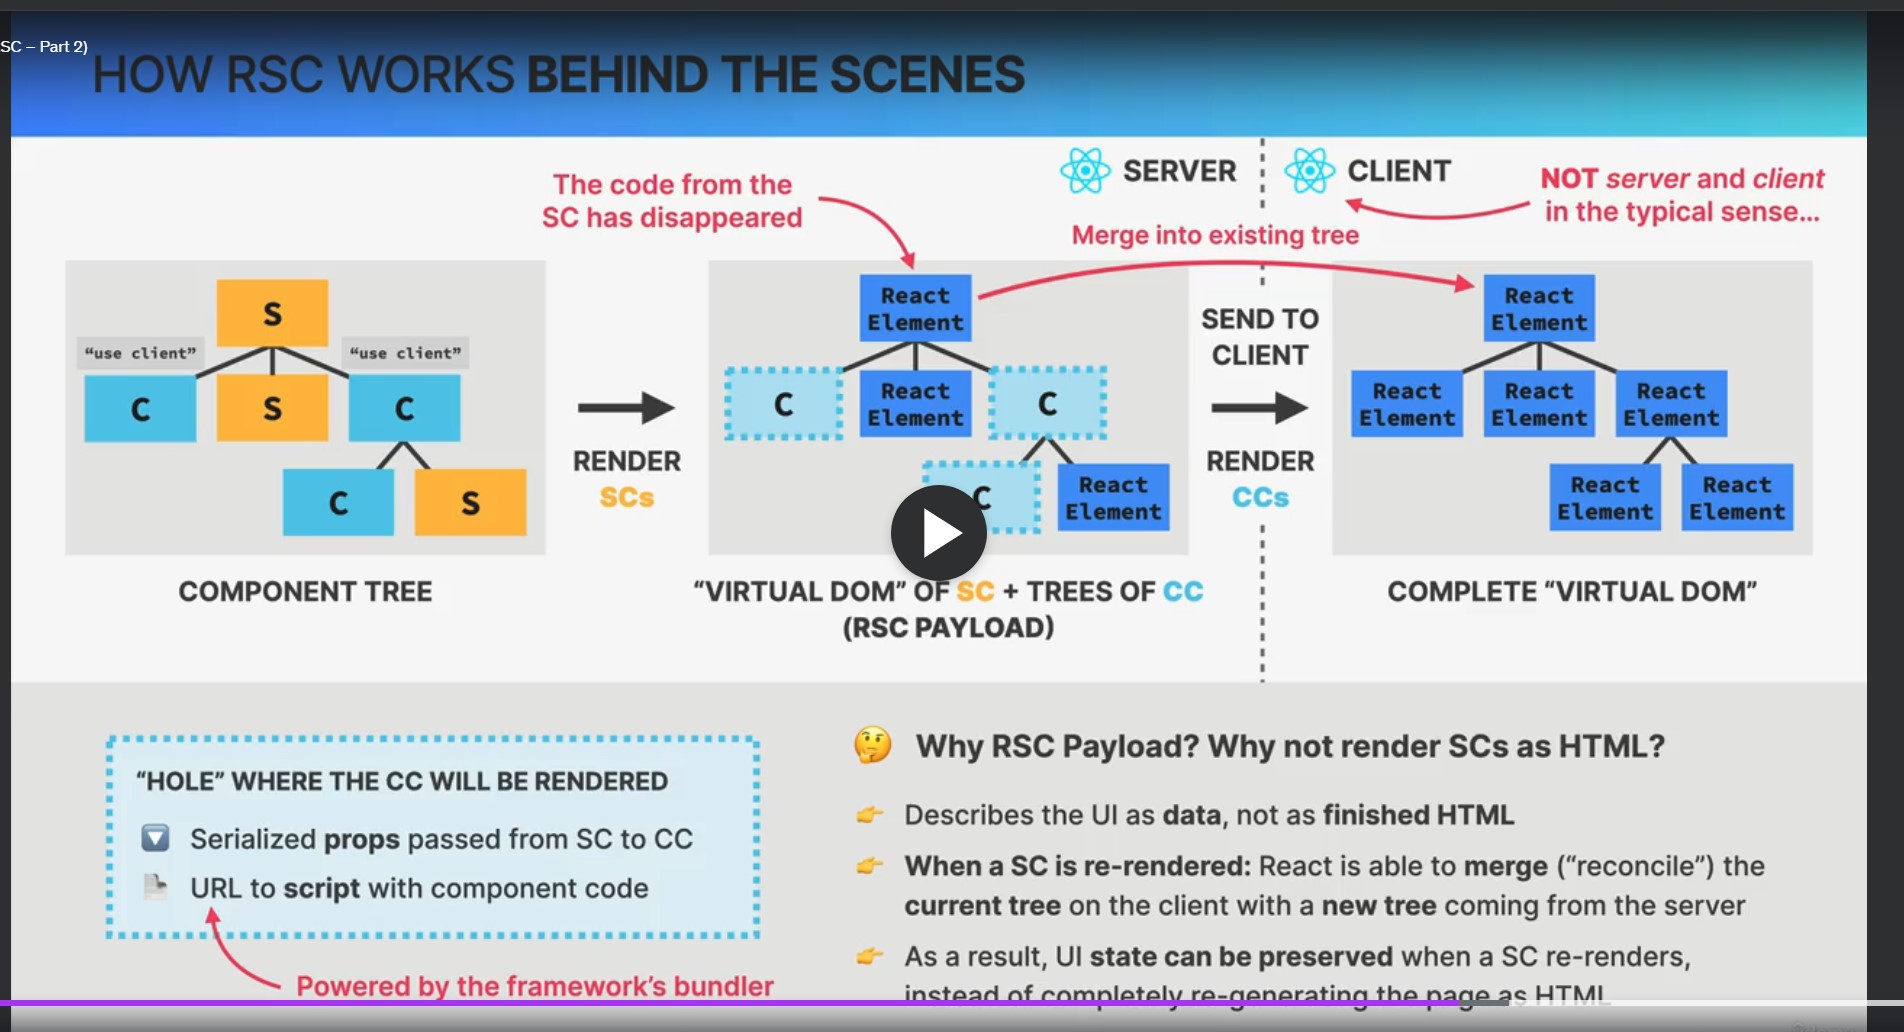 SC – Part 2)
HOW RSC WORKS BEHIND THE SCENES
SERVER
CLIENT
The code from the
SC has disappeared
NOT server and client
in the typical sense...
Merge into existing tree
S
"use client"
"use client"
C
S
C
C
S
COMPONENT TREE
RENDER
SCs
React
Element
C
React
Element
C
C
React
Element
"VIRTUAL DOM" OF SC + TREES OF CC
(RSC PAYLOAD)
SEND TO
CLIENT
RENDER
CCs
React
Element
React
Element
React
Element
React
Element
React
Element
React
Element
COMPLETE "VIRTUAL DOM"
"HOLE" WHERE THE CC WILL BE RENDERED
Serialized props passed from SC to CC
URL to script with component code
Powered by the framework's bundler
Why RSC Payload? Why not render SCs as HTML?
Describes the UI as data, not as finished HTML
When a SC is re-rendered: React is able to merge ("reconcile") the
current tree on the client with a new tree coming from the server
As a result, UI state can be preserved when a SC re-renders,
instead of completely re-generating the page as HTML